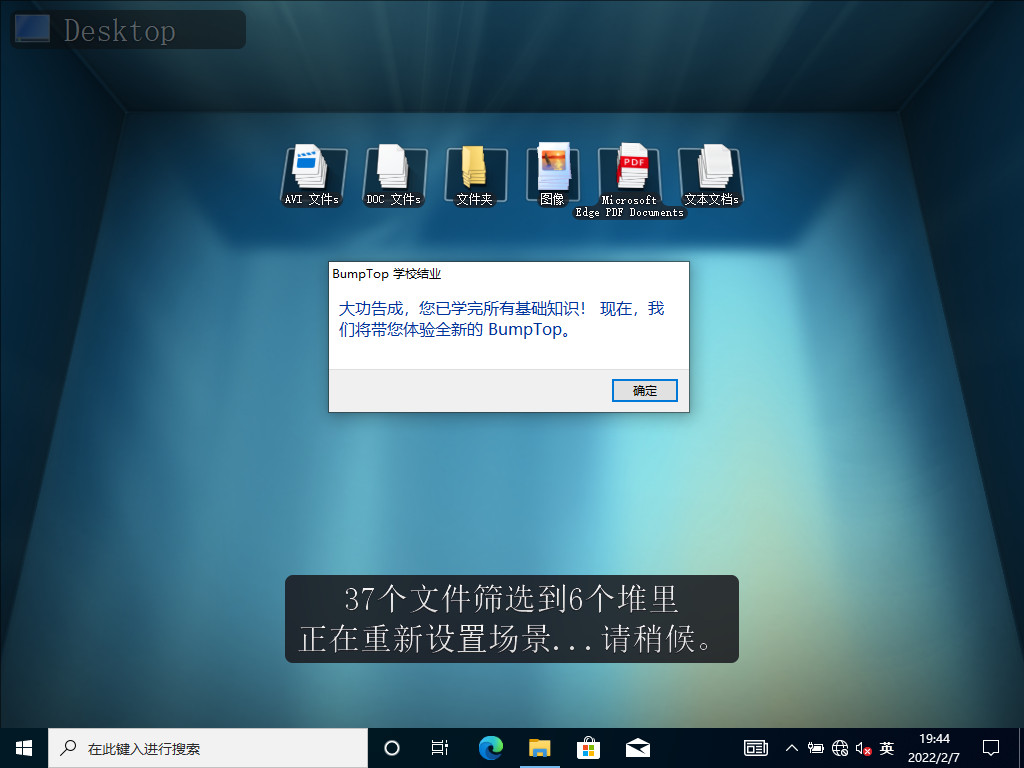 Desktop
AVI 文件s
DOC 文件s
文件夹
图像
Microsoft
Edge PDF Documents
文本文档s
PDF
BumpTop 学校结业
大功告成，您已学完所有基础知识！ 现在，我
们将带您体验全新的 BumpTop。
确定
37个文件筛选到6个堆里
正在重新设置场景...请稍候。
在此键入进行搜索
英
19:44
2022/2/7